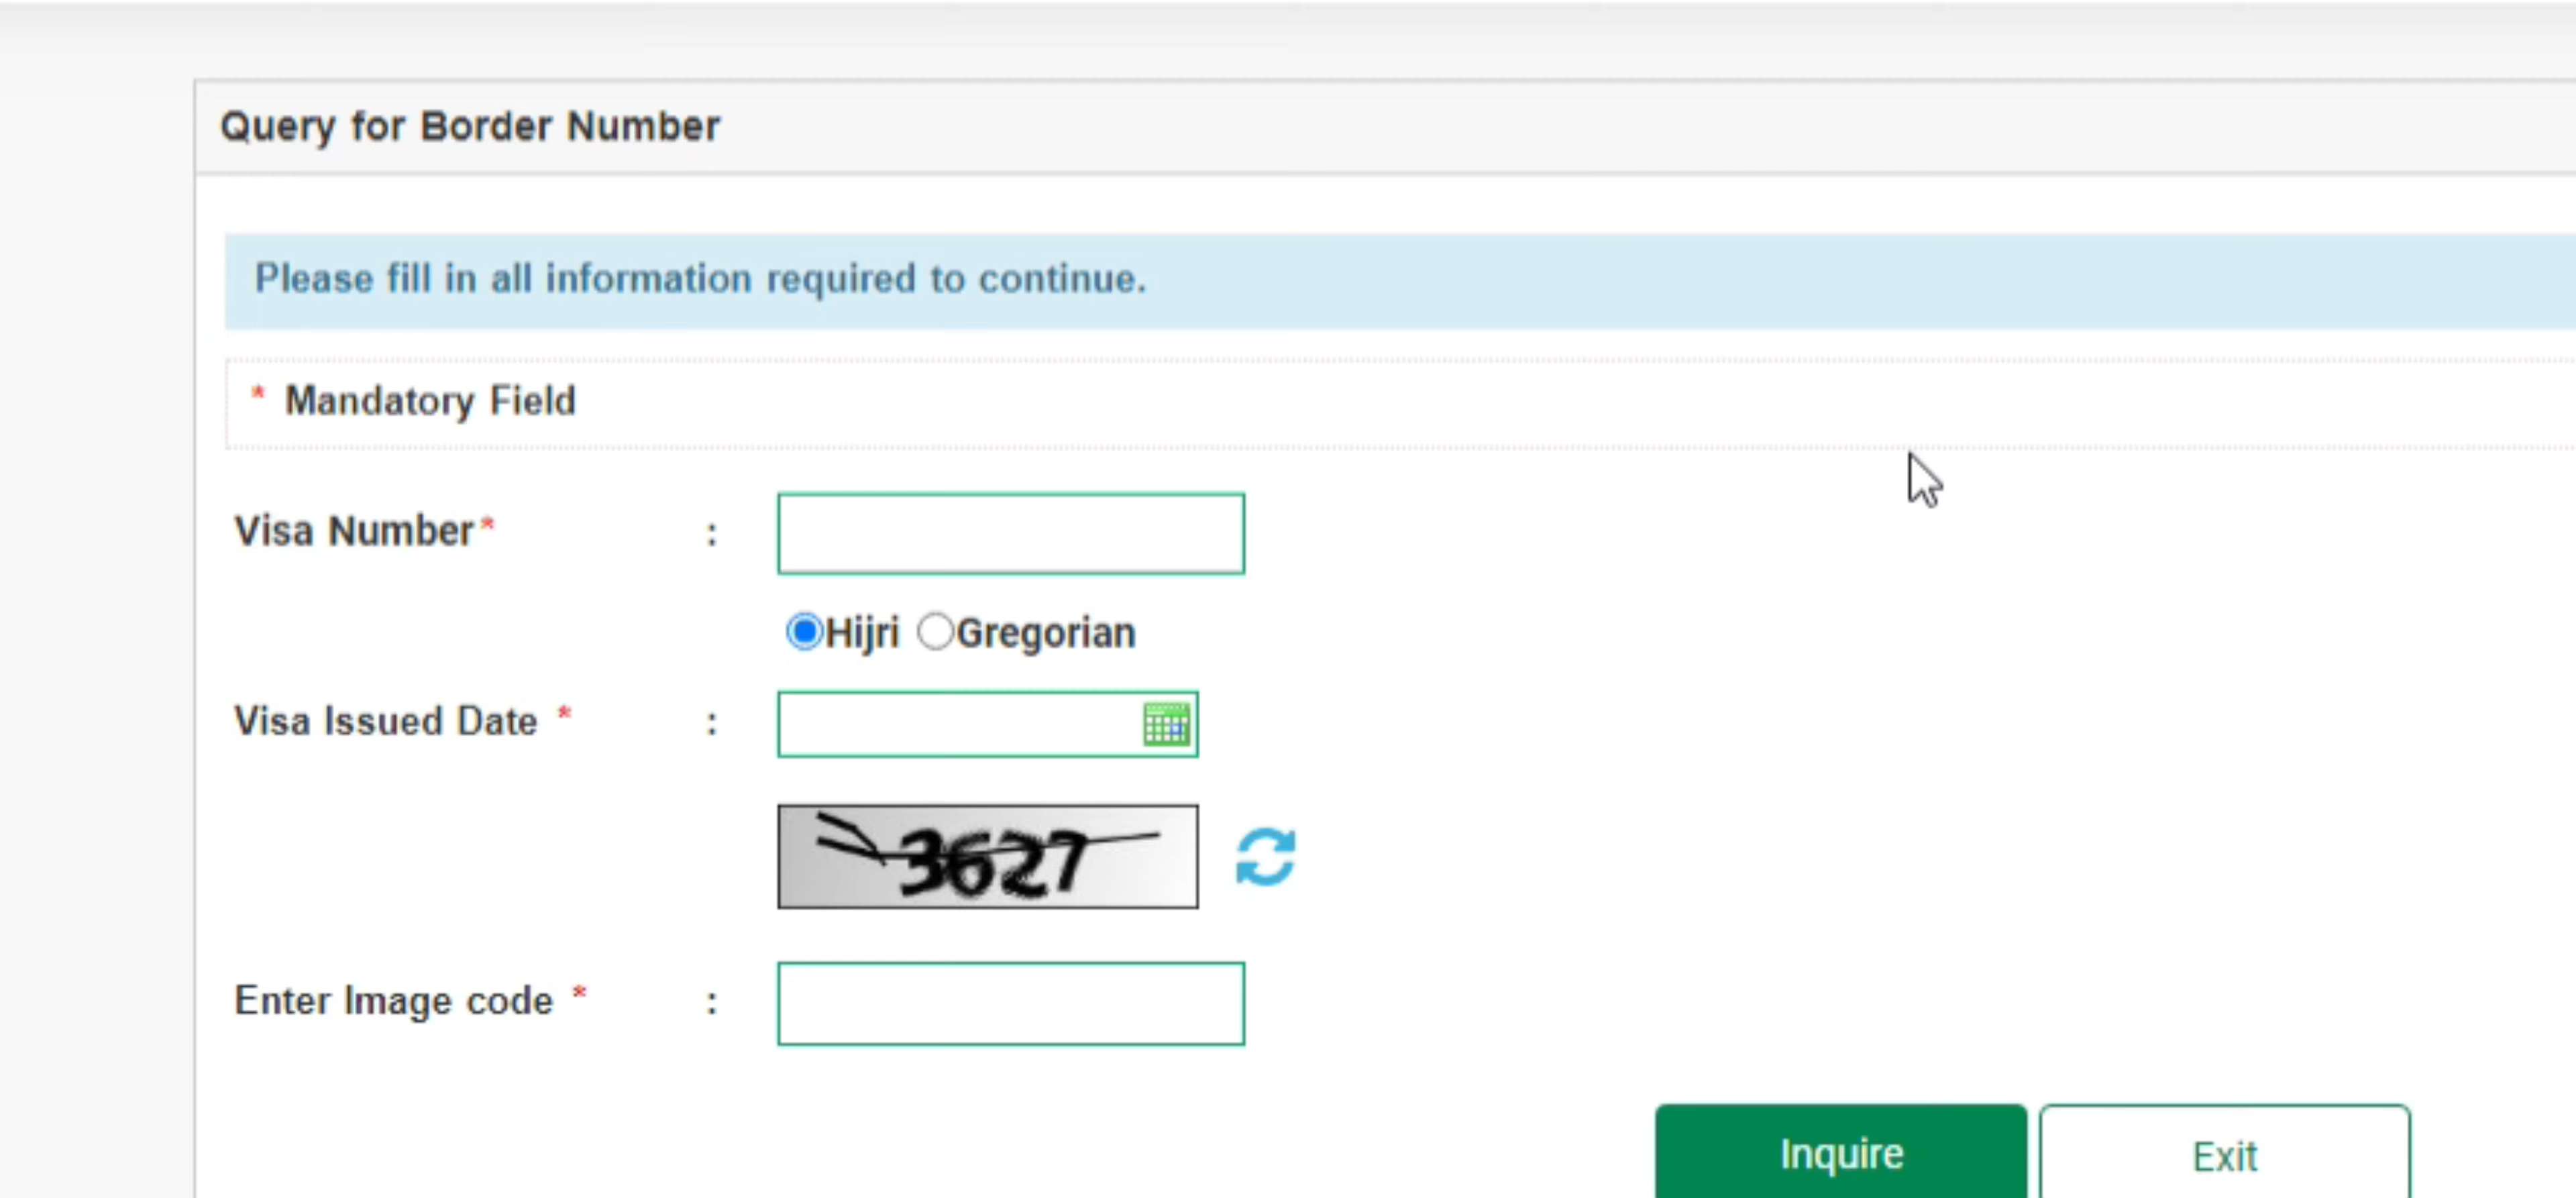 Query for Border Number
Please fill in all information required to continue.
* Mandatory Field
Visa Number* :
Hijri Gregorian
Visa Issued Date * :
3627
Enter Image code * :
Inquire Exit